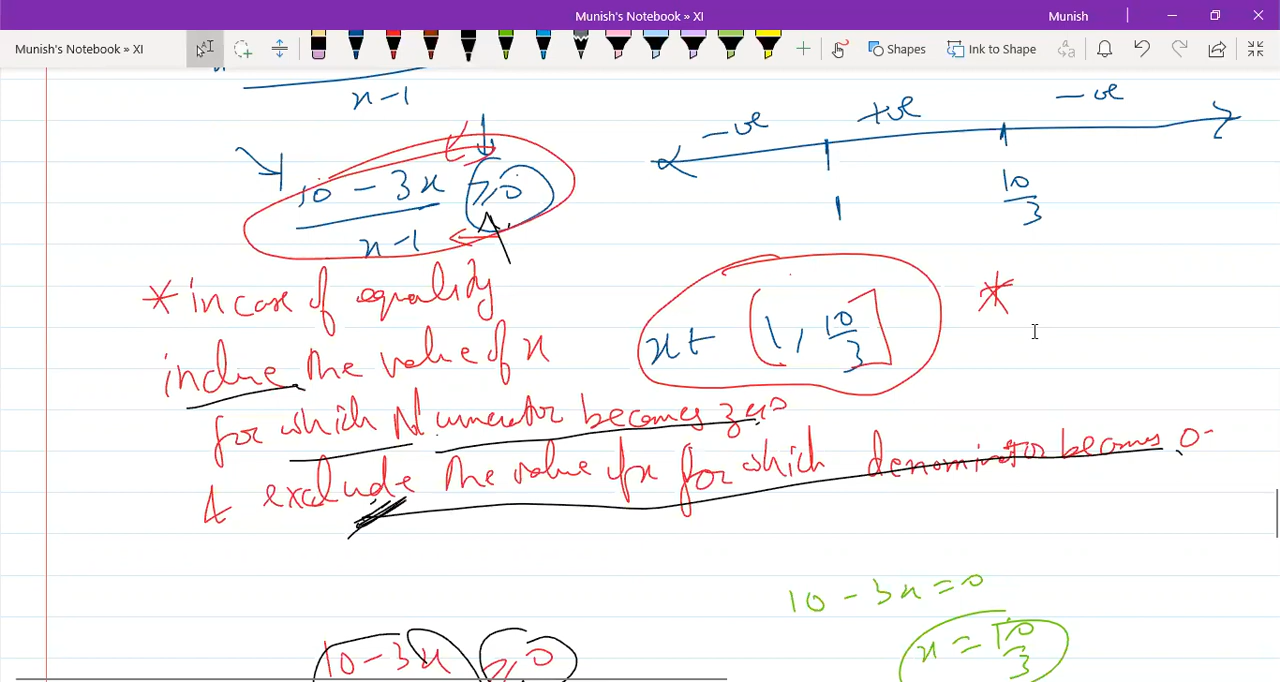 Munish's Notebook » XI
Munish
Munish's Notebook » XI
Shapes
Ink to Shape
x-1
-ve +ve -ve
10 - 3x ≥0
x-1
1
10
3
* in case of equality
include the value of x
for which Numerator becomes zero
& exclude the value of x for which denominator becomes 0-
x ∈ (1, 10/3]
*
10 - 3x = 0
x = 10/3
10-3x ≥0